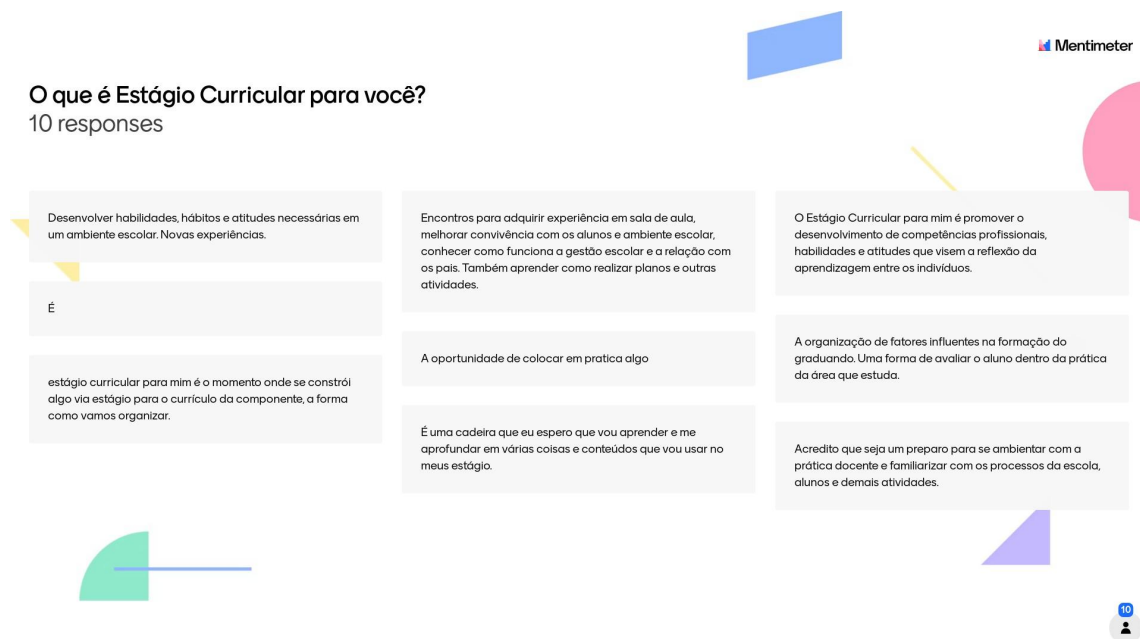 Mentimeter
O que é Estágio Curricular para você?
10 responses
Desenvolver habilidades, hábitos e atitudes necessárias em
um ambiente escolar. Novas experiências.
É
estágio curricular para mim é o momento onde se constrói
algo via estágio para o currículo da componente, a forma
como vamos organizar.
Encontros para adquirir experiência em sala de aula,
melhorar convivência com os alunos e ambiente escolar,
conhecer como funciona a gestão escolar e a relação com
os pais. Também aprender como realizar planos e outras
atividades.
A oportunidade de colocar em pratica algo
É uma cadeira que eu espero que vou aprender e me
aprofundar em várias coisas e conteúdos que vou usar no
meus estágio.
O Estágio Curricular para mim é promover o
desenvolvimento de competências profissionais,
habilidades e atitudes que visem a reflexão da
aprendizagem entre os indivíduos.
A organização de fatores influentes na formação do
graduando. Uma forma de avaliar o aluno dentro da prática
da área que estuda.
Acredito que seja um preparo para se ambientar com a
prática docente e familiarizar com os processos da escola,
alunos e demais atividades.
10